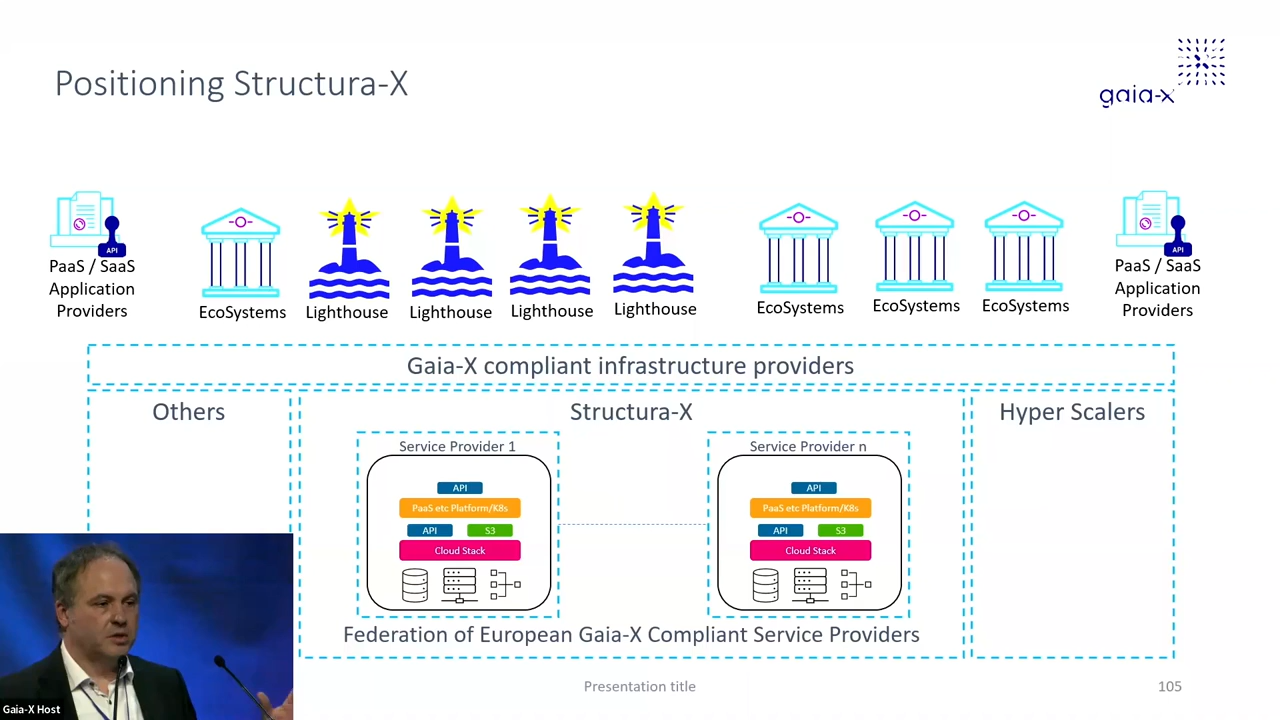 Positioning Structura-X
gaia-x
API
PaaS / SaaS
Application
Providers
EcoSystems
Lighthouse
Lighthouse
Lighthouse
Lighthouse
EcoSystems
EcoSystems
EcoSystems
API
PaaS / SaaS
Application
Providers
Gaia-X compliant infrastructure providers
Others
Structura-X
Hyper Scalers
Service Provider 1
API
PaaS etc Platform/K8s
API
S3
Cloud Stack
Service Provider n
API
PaaS etc Platform/K8s
API
S3
Cloud Stack
Federation of European Gaia-X Compliant Service Providers
Presentation title
105
Gaia-X Host